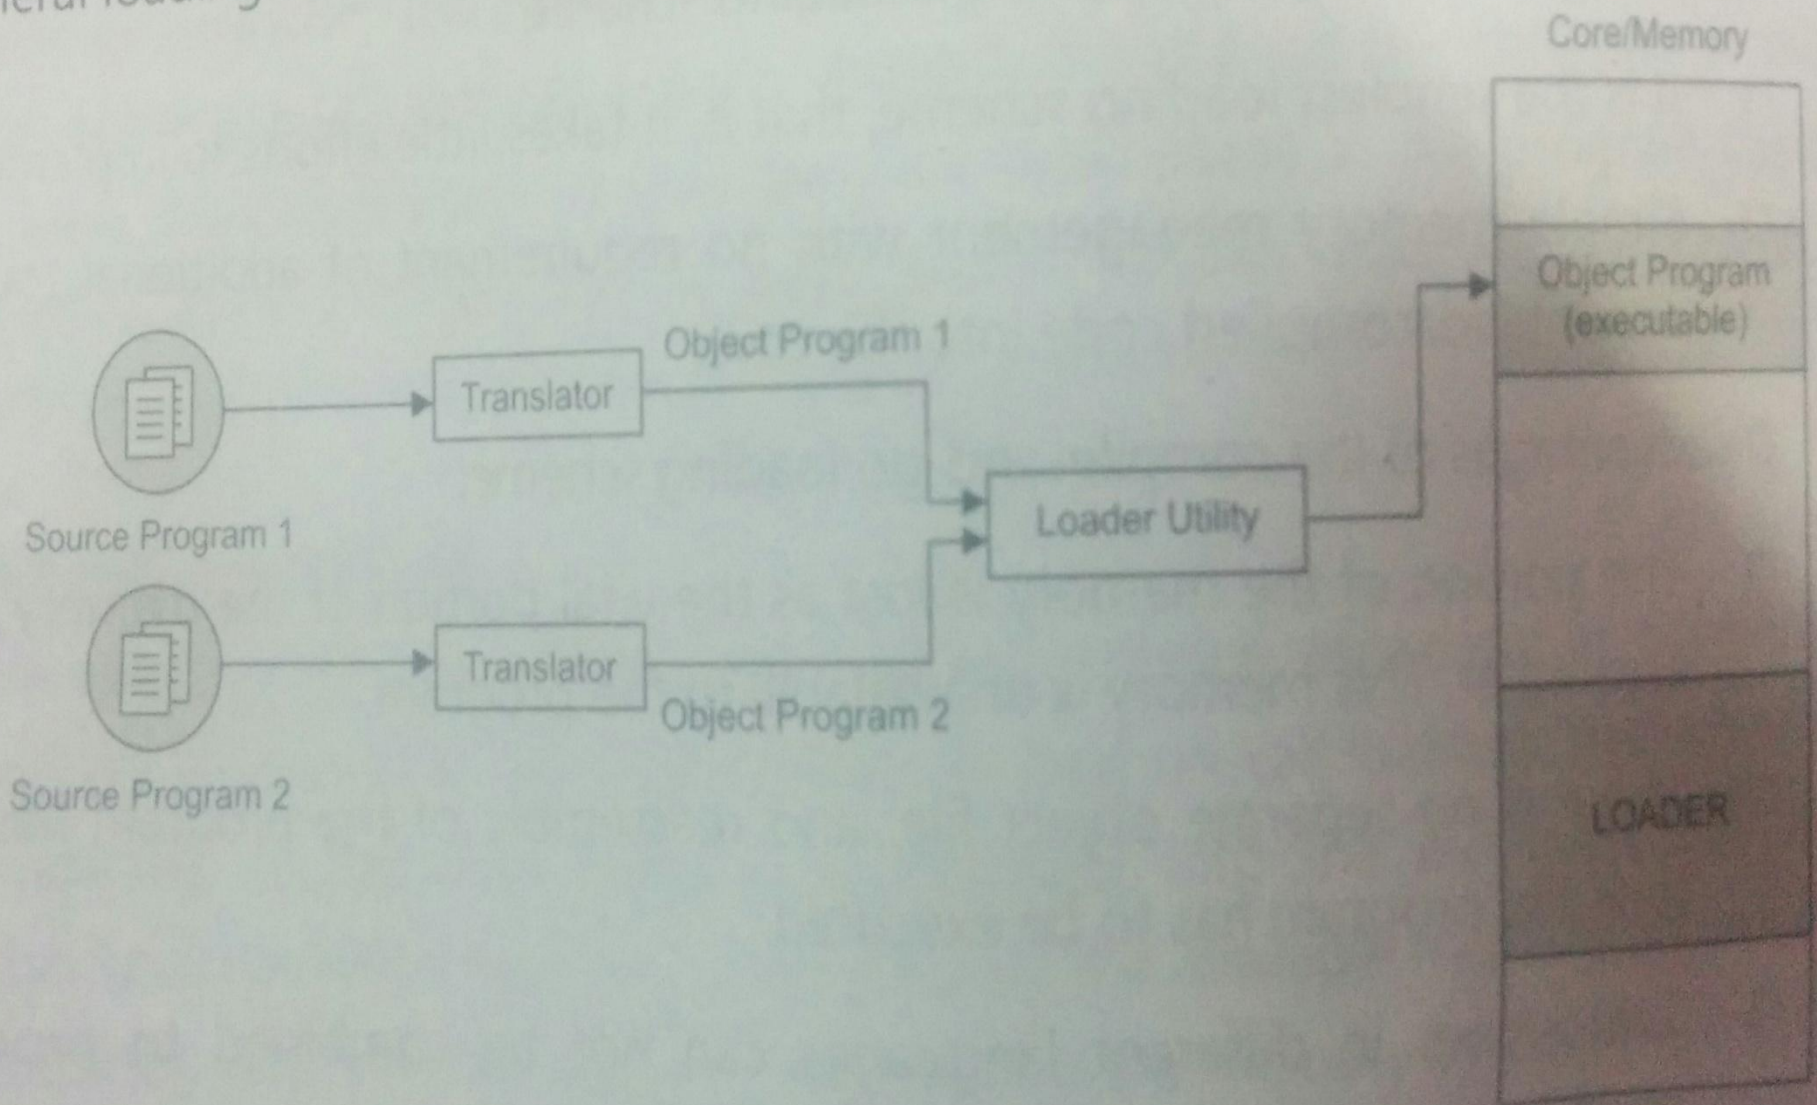 Core/Memory
Object Program
(executable)
Object Program 1
Translator
Source Program 1
Loader Utility
Translator
Object Program 2
Source Program 2
LOADER